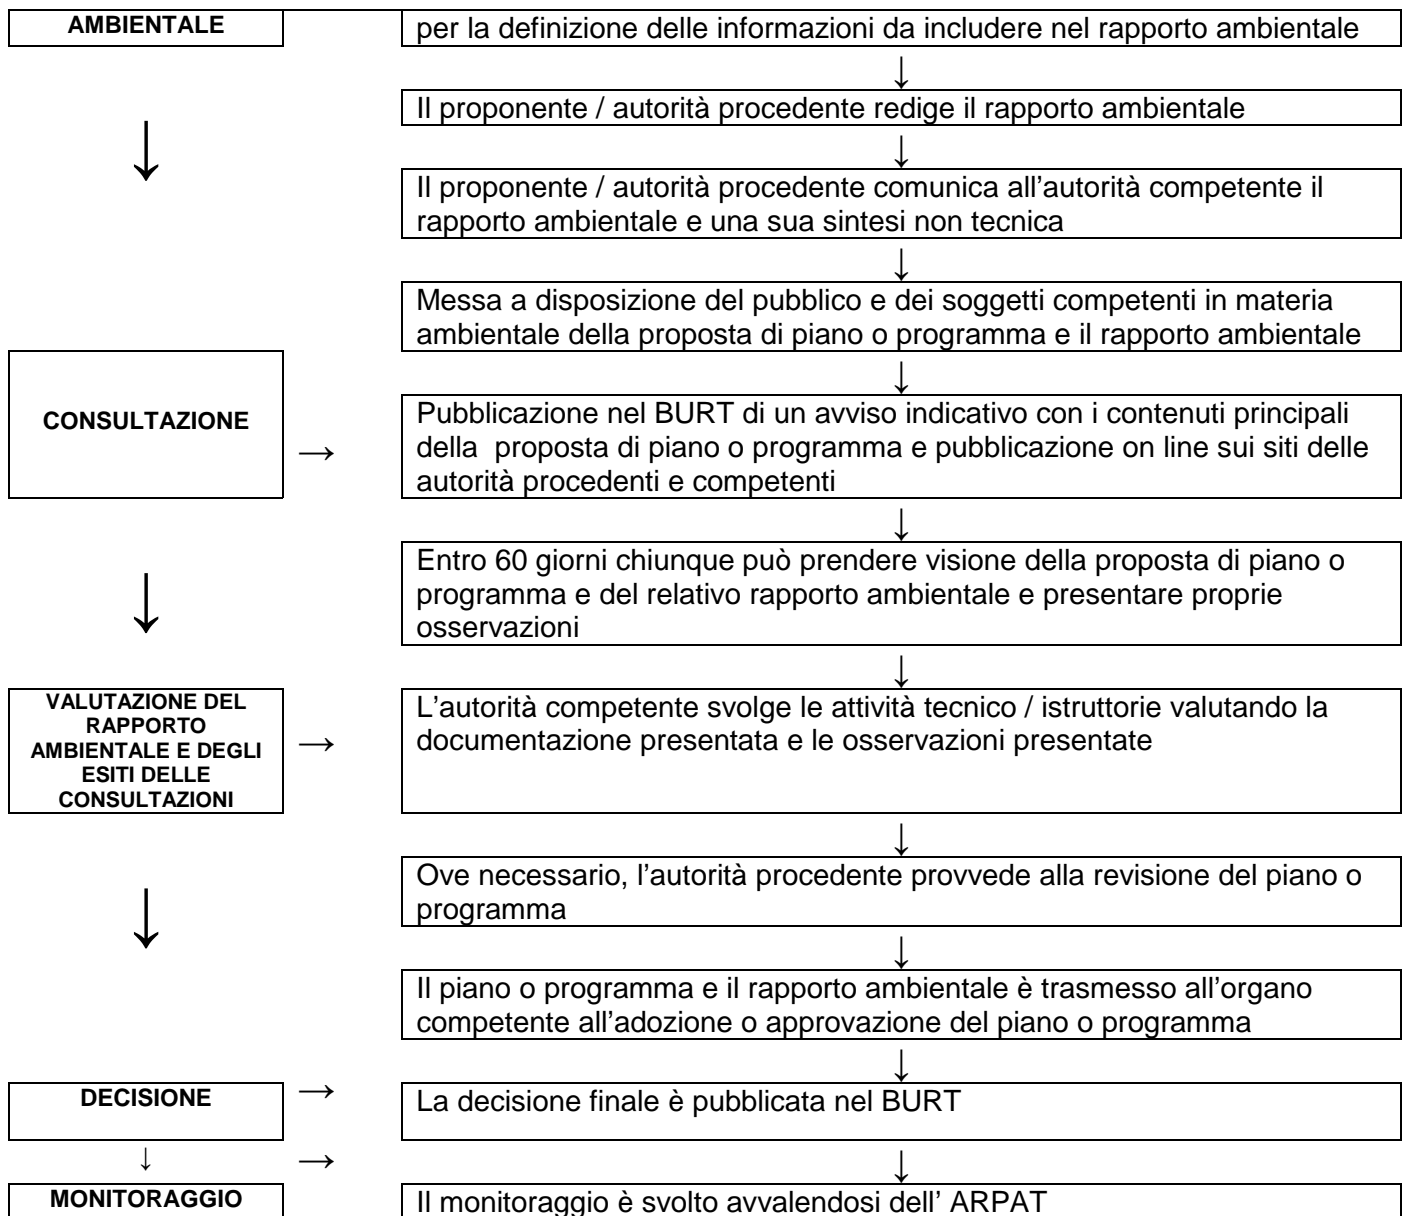 AMBIENTALE
per la definizione delle informazioni da includere nel rapporto ambientale
↓
Il proponente / autorità procedente redige il rapporto ambientale
↓
↓
Il proponente / autorità procedente comunica all’autorità competente il
rapporto ambientale e una sua sintesi non tecnica
↓
Messa a disposizione del pubblico e dei soggetti competenti in materia
ambientale della proposta di piano o programma e il rapporto ambientale
↓
CONSULTAZIONE
→
Pubblicazione nel BURT di un avviso indicativo con i contenuti principali
della  proposta di piano o programma e pubblicazione on line sui siti delle
autorità procedenti e competenti
↓
↓
Entro 60 giorni chiunque può prendere visione della proposta di piano o
programma e del relativo rapporto ambientale e presentare proprie
osservazioni
↓
VALUTAZIONE DEL
RAPPORTO
AMBIENTALE E DEGLI
ESITI DELLE
CONSULTAZIONI
→
L’autorità competente svolge le attività tecnico / istruttorie valutando la
documentazione presentata e le osservazioni presentate
↓
↓
Ove necessario, l’autorità procedente provvede alla revisione del piano o
programma
↓
Il piano o programma e il rapporto ambientale è trasmesso all’organo
competente all’adozione o approvazione del piano o programma
↓
DECISIONE
→
La decisione finale è pubblicata nel BURT
↓
→
↓
MONITORAGGIO
Il monitoraggio è svolto avvalendosi dell’ ARPAT